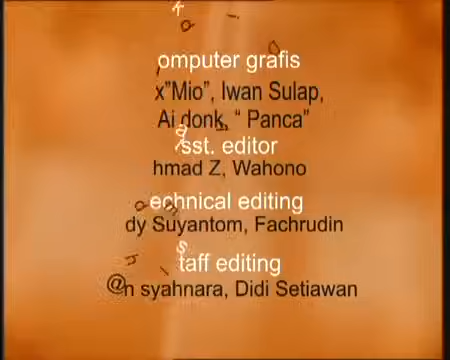 omputer grafis
x"Mio", Iwan Sulap,
Ai donk, " Panca"
sst. editor
hmad Z, Wahono
echnical editing
dy Suyantom, Fachrudin
staff editing
@n syahnara, Didi Setiawan